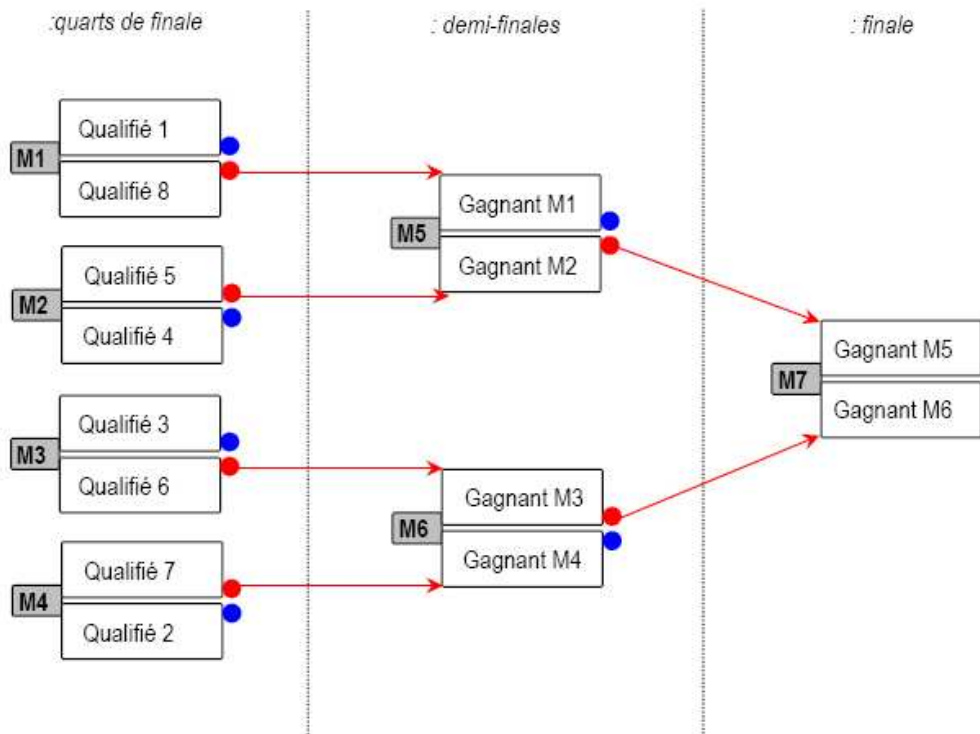 :quarts de finale
: demi-finales
: finale
M1
Qualifié 1
Qualifié 8
M2
Qualifié 5
Qualifié 4
M3
Qualifié 3
Qualifié 6
M4
Qualifié 7
Qualifié 2
M5
Gagnant M1
Gagnant M2
M6
Gagnant M3
Gagnant M4
M7
Gagnant M5
Gagnant M6